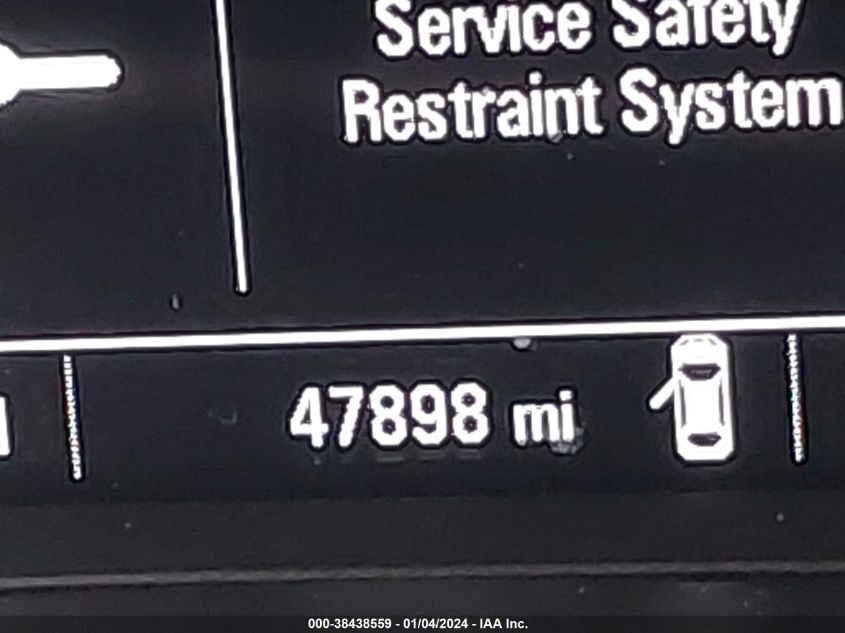 Service Safety
Restraint System
47898 mi
000-38438559 - 01/04/2024 - IAA Inc.